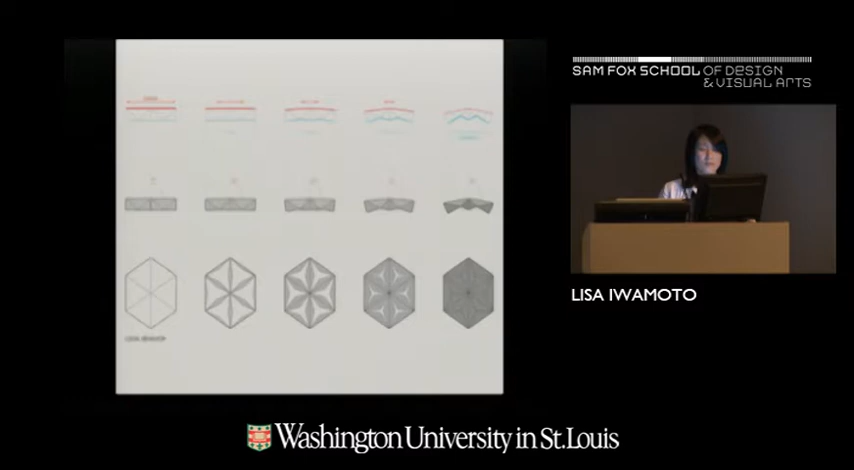 SAM FOX SCHOOL OF DESIGN
& VISUAL ARTS
LISA IWAMOTO
Washington University in St. Louis